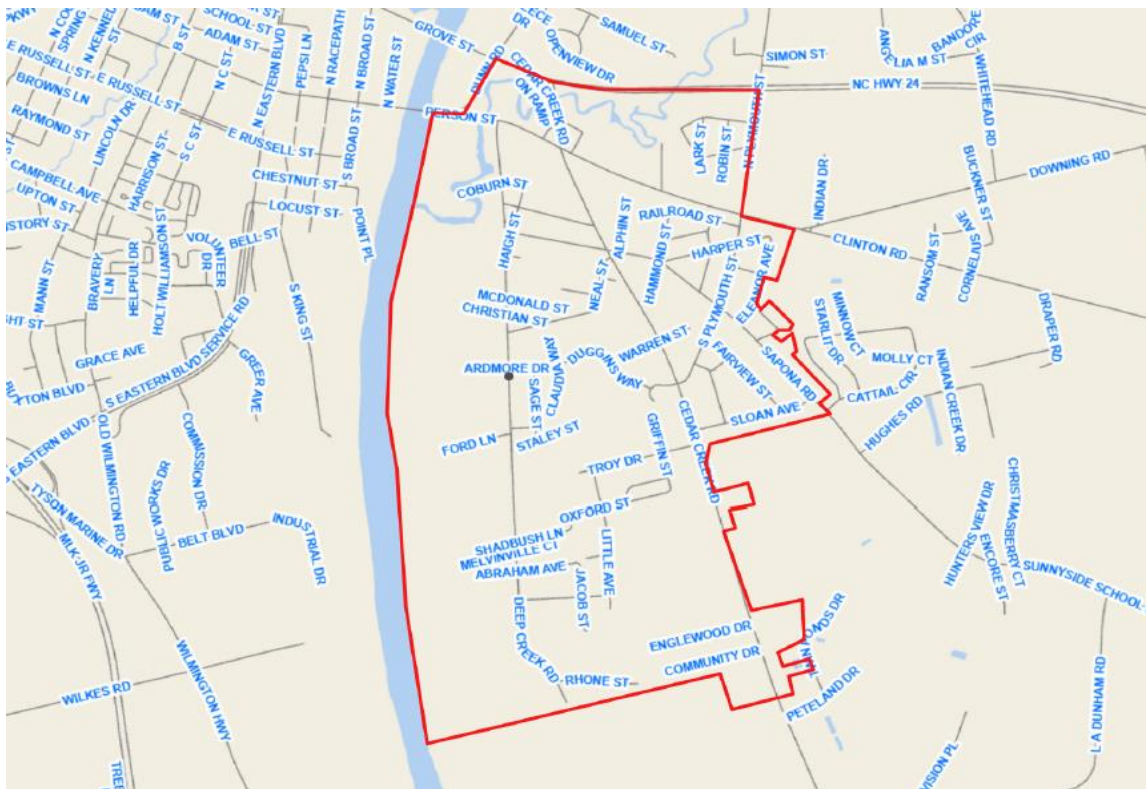 GROVE ST
SAMUEL ST
OPENVIEW DR
SIMON ST
ANGELIA M ST
BANDORE CIR
WHITEHEAD RD
NC HWY 24
SCHOOL ST
ADAM ST
B ST
N C ST
N EASTERN BLVD
PEPSI LN
N RACEPATH
N BROAD ST
N WATER ST
DUNN RD
CEDAR CREEK RD
ON RAMP
E RUSSELL ST
E RUSSELL ST
BROWNS LN
RAYMOND ST
LINCOLN DR
HARRISON ST
S C ST
PERSON ST
E RUSSELL ST
S BROAD ST
LARK ST
ROBIN ST
N PLYMOUTH ST
DOWNING RD
BUCKNER ST
CAMPBELL AVE
UPTON ST
CHESTNUT ST
LOCUST ST
POINT PL
COBURN ST
HAIGH ST
RAILROAD ST
ALPHIN ST
INDIAN DR
CLINTON RD
BELL ST
VOLUNTEER DR
MANN ST
BRAVERY LN
HELPFUL DR
HOLT WILLIAMSON ST
HARPER ST
HAMMOND ST
NEAL ST
S PLYMOUTH ST
ELEANOR AVE
RANSOM ST
CORNELIUS AVE
DRAPER RD
S KING ST
MCDONALD ST
CHRISTIAN ST
WARREN ST
MINNOW CT
STARLIT DR
MOLLY CT
GRACE AVE
S EASTERN BLVD SERVICE RD
GREER AVE
ARDMORE DR
CLAUDIA WAY
DUGGINS WAY
FAIRVIEW ST
SAPONA RD
CATTAIL CIR
INDIAN CREEK DR
SAGE ST
SLOAN AVE
HUGHES RD
OLD WILMINGTON RD
COMMISSION DR
FORD LN
STALEY ST
GRIFFIN ST
CEDAR CREEK RD
TROY DR
PUBLIC WORKS DR
TYSON MARINE DR
MLK JR FWY
BELT BLVD
INDUSTRIAL DR
OXFORD ST
SHADBUSH LN
MELVINVILLE CT
ABRAHAM AVE
LITTLE AVE
JACOB ST
HUNTERS VIEW DR
CHRISTMASBERRY CT
ENCORE ST
SUNNYSIDE SCHOOL
DEEP CREEK RD
ENGLEWOOD DR
COMMUNITY DR
RHONE ST
PETELAND DR
WILKES RD
WILMINGTON HWY
L A DUNHAM RD